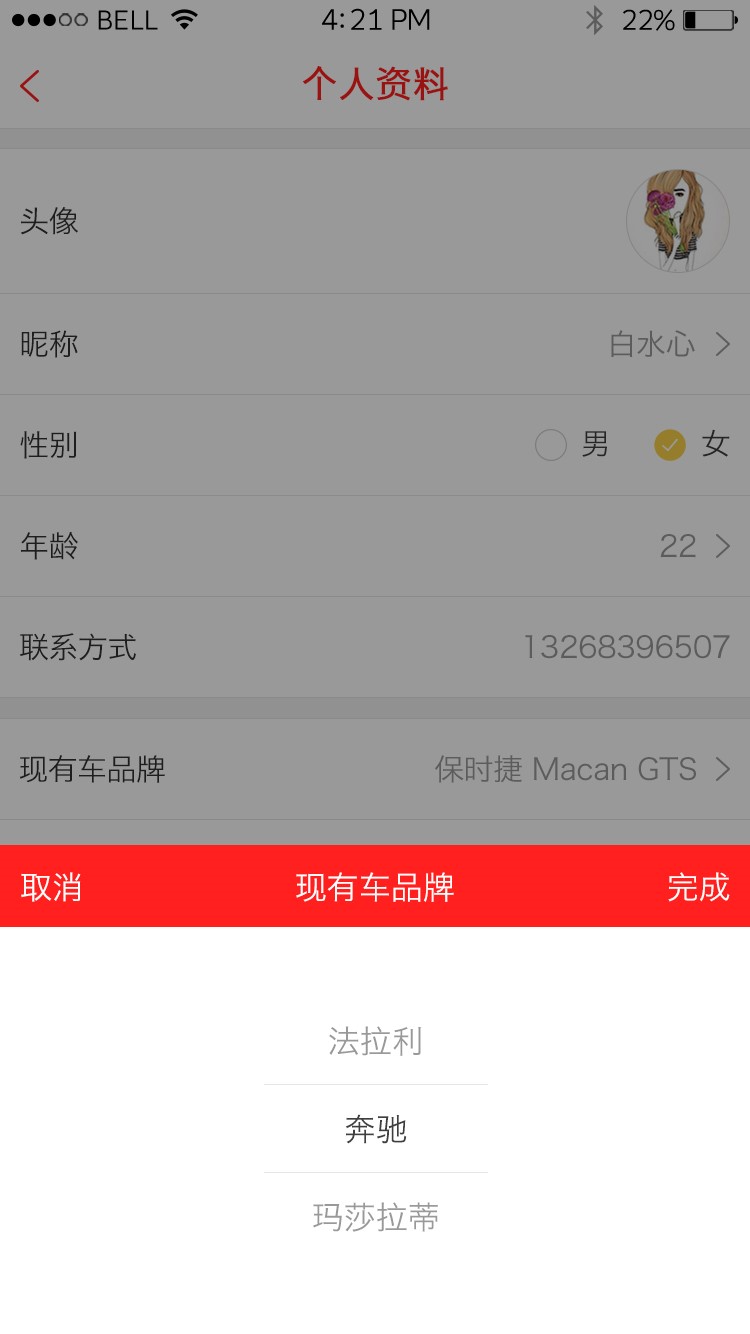 BELL 4:21 PM 22%
个人资料
头像
昵称 白水心
性别 男 女
年龄 22
联系方式 13268396507
现有车品牌 保时捷 Macan GTS
取消 现有车品牌 完成
法拉利
奔驰
玛莎拉蒂